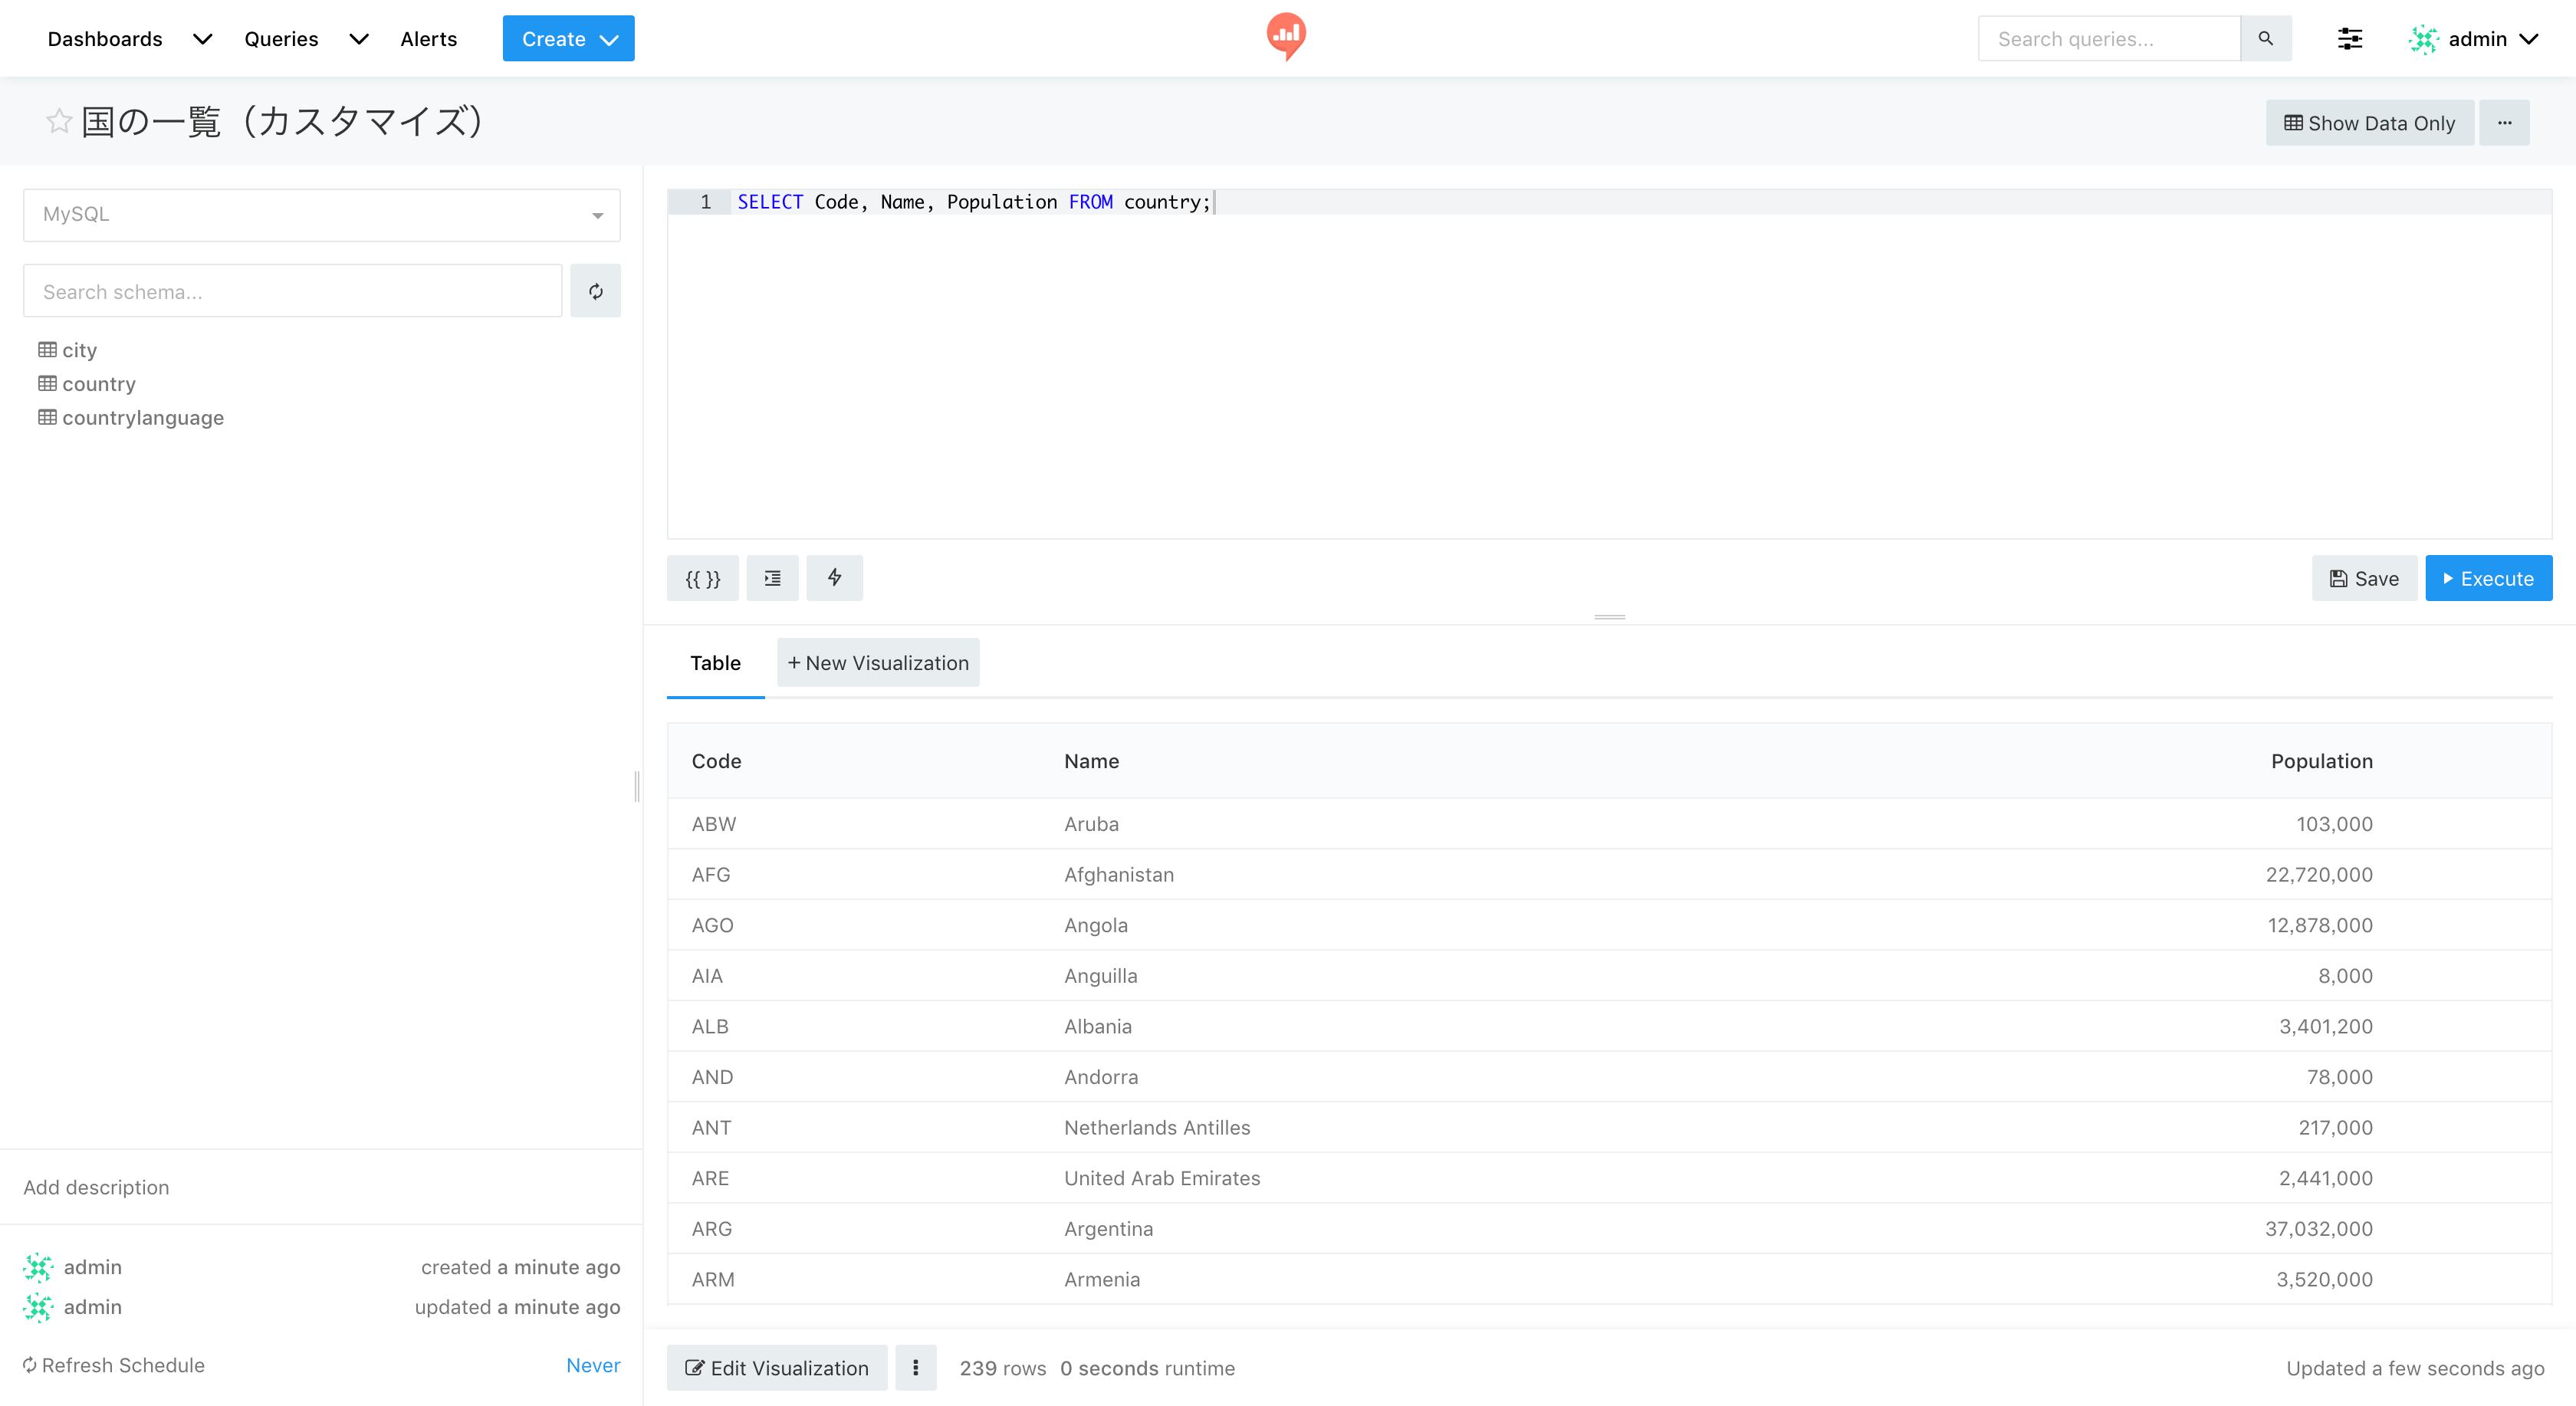 Dashboards Queries Alerts Create Search queries... admin
国の一覧（カスタマイズ） Show Data Only ...
MySQL
Search schema...
city
country
countrylanguage
Add description
admin created a minute ago
admin updated a minute ago
Refresh Schedule Never
1 SELECT Code, Name, Population FROM country;
{{ }} Save Execute
Table + New Visualization
Code Name Population
ABW Aruba 103,000
AFG Afghanistan 22,720,000
AGO Angola 12,878,000
AIA Anguilla 8,000
ALB Albania 3,401,200
AND Andorra 78,000
ANT Netherlands Antilles 217,000
ARE United Arab Emirates 2,441,000
ARG Argentina 37,032,000
ARM Armenia 3,520,000
Edit Visualization 239 rows 0 seconds runtime Updated a few seconds ago